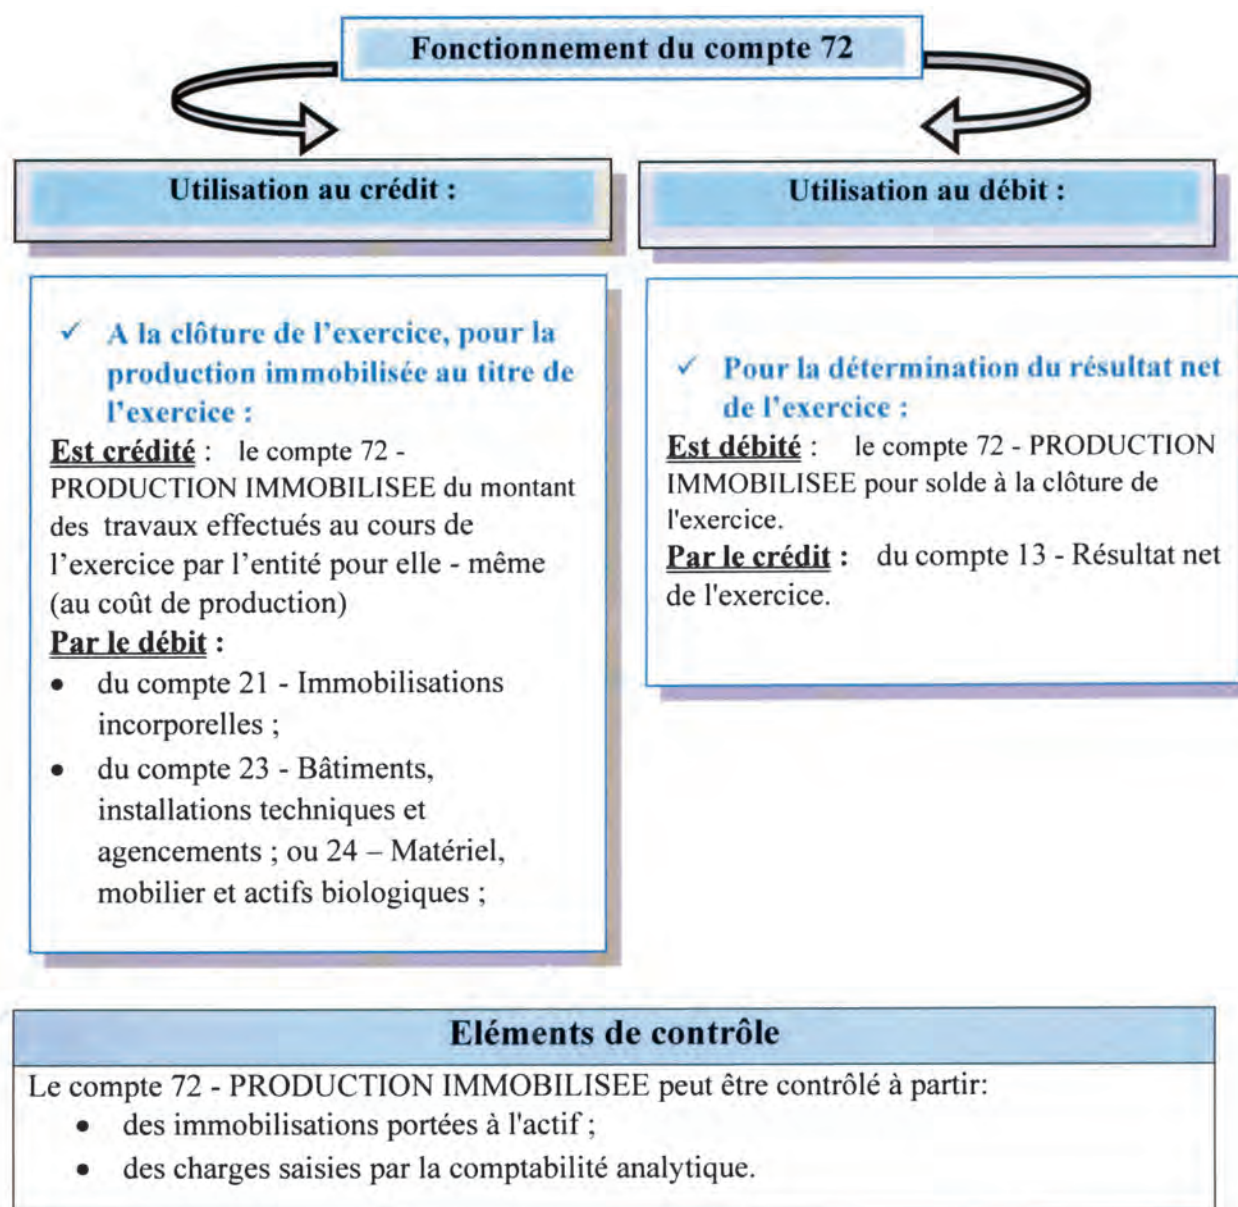 Fonctionnement du compte 72
Utilisation au crédit :
✓ A la clôture de l’exercice, pour la
production immobilisée au titre de
l’exercice :
Est crédité : le compte 72 -
PRODUCTION IMMOBILISEE du montant
des travaux effectués au cours de
l’exercice par l’entité pour elle - même
(au coût de production)
Par le débit :
• du compte 21 - Immobilisations
incorporelles ;
• du compte 23 - Bâtiments,
installations techniques et
agencements ; ou 24 – Matériel,
mobilier et actifs biologiques ;
Utilisation au débit :
✓ Pour la détermination du résultat net
de l’exercice :
Est débité : le compte 72 - PRODUCTION
IMMOBILISEE pour solde à la clôture de
l'exercice.
Par le crédit : du compte 13 - Résultat net
de l'exercice.
Eléments de contrôle
Le compte 72 - PRODUCTION IMMOBILISEE peut être contrôlé à partir:
• des immobilisations portées à l'actif ;
• des charges saisies par la comptabilité analytique.